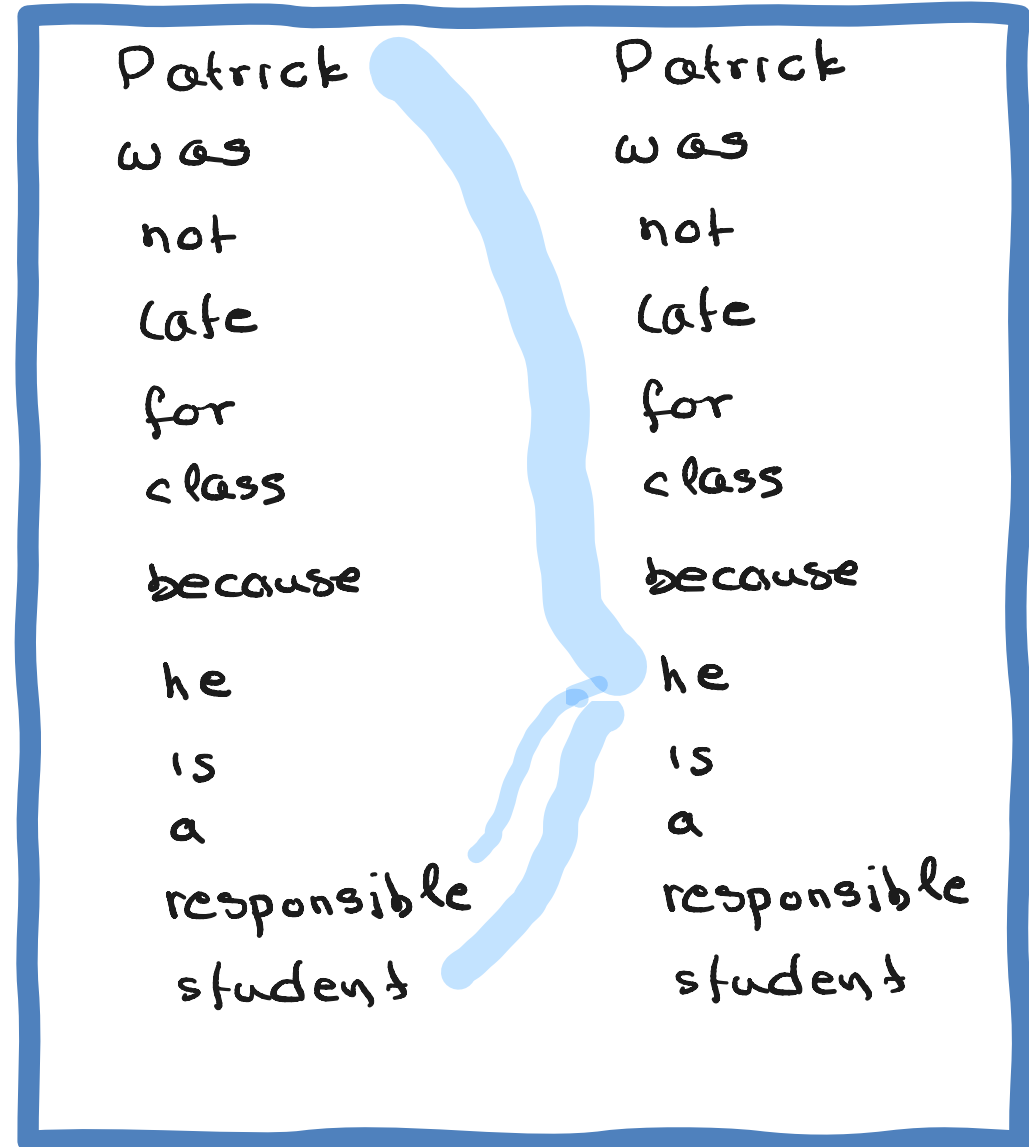 Patrick Patrick
was was
not not
late late
for for
class class
because because
he he
is is
a a
responsible responsible
student student